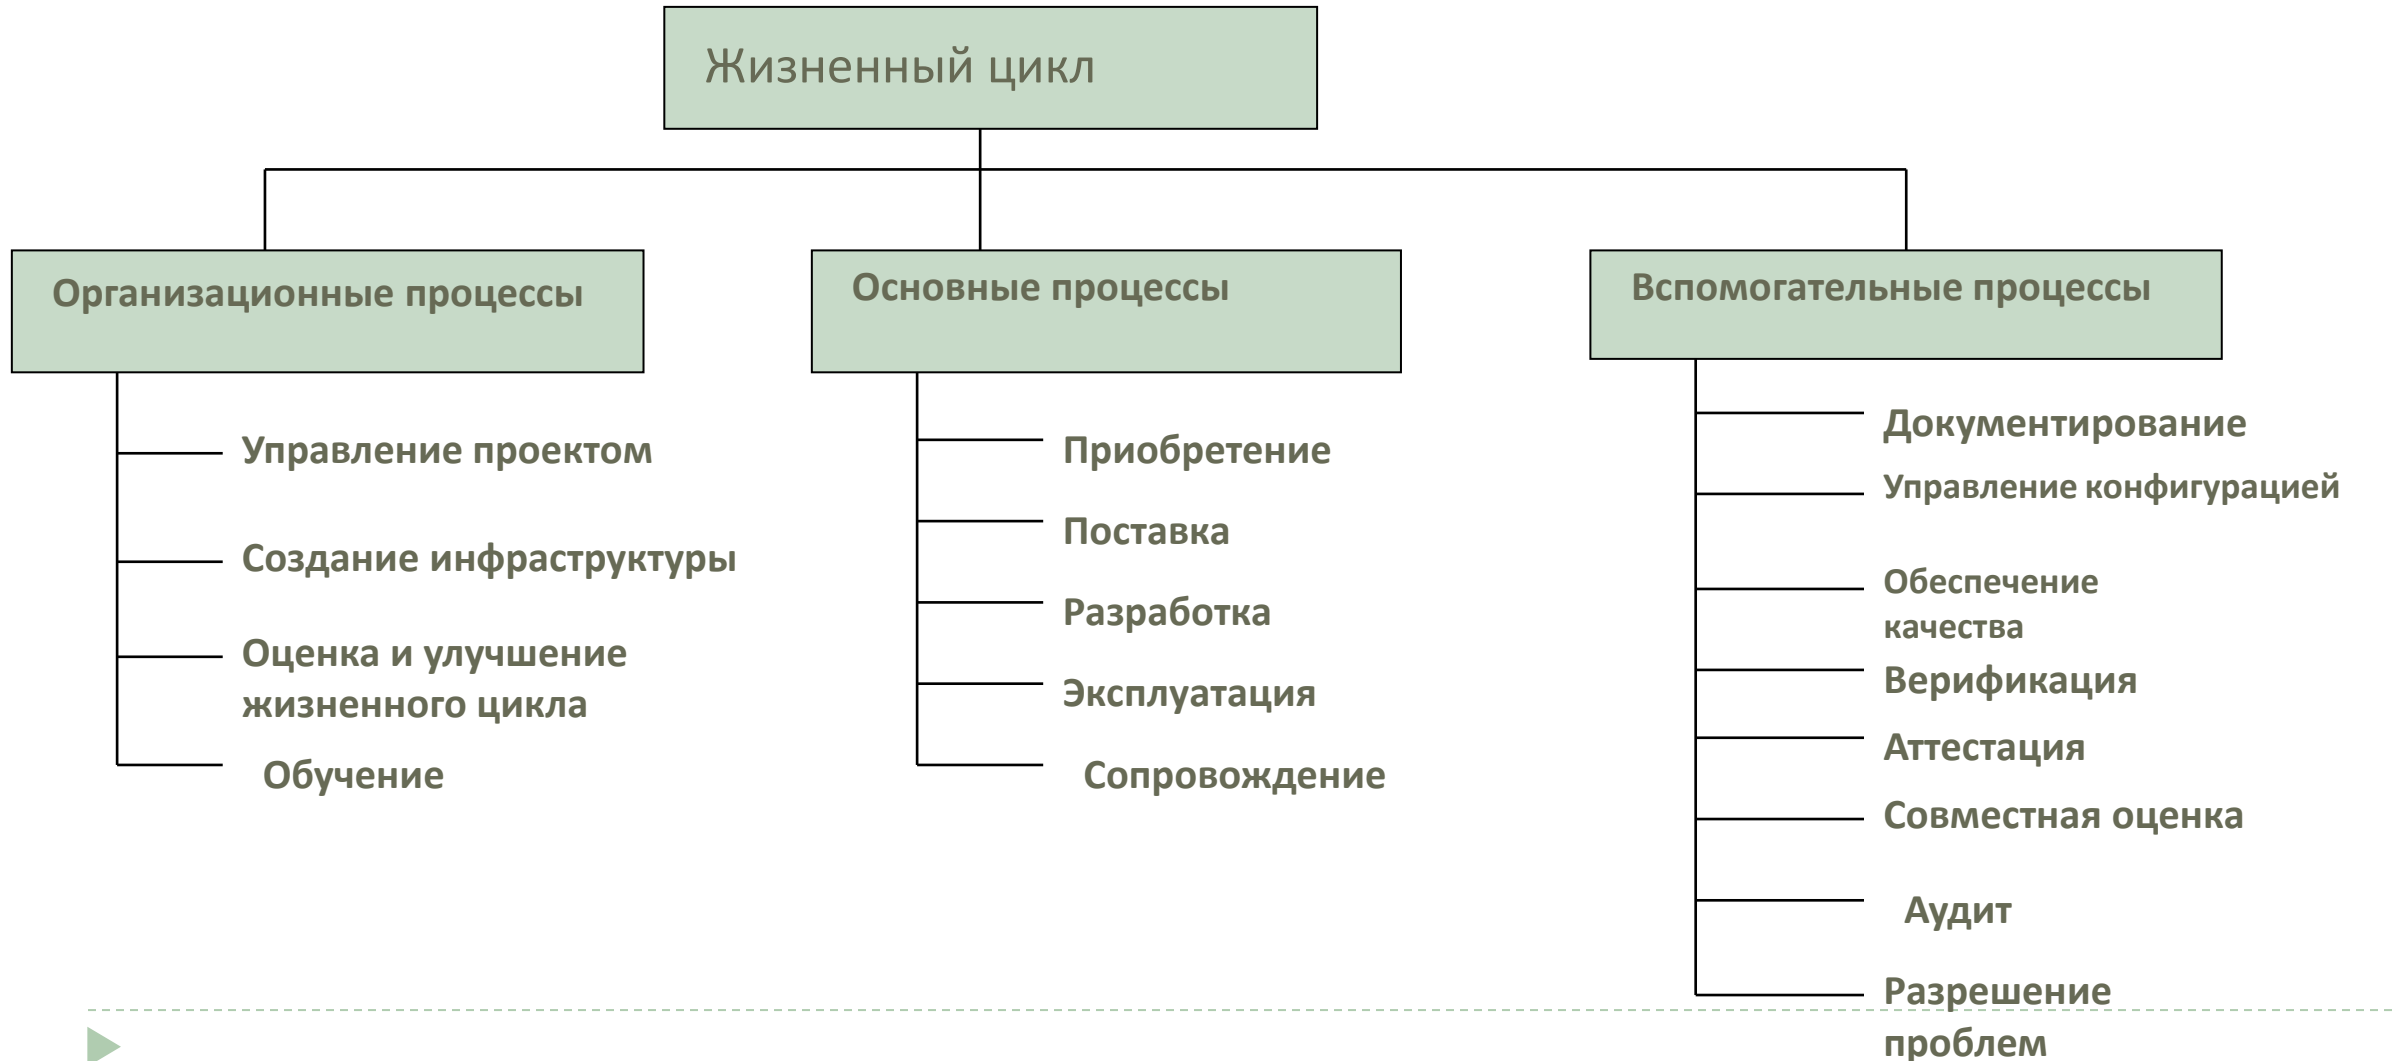 Жизненный цикл
Организационные процессы
Основные процессы
Вспомогательные процессы
Управление проектом
Создание инфраструктуры
Оценка и улучшение
жизненного цикла
Обучение
Приобретение
Поставка
Разработка
Эксплуатация
Сопровождение
Документирование
Управление конфигурацией
Обеспечение
качества
Верификация
Аттестация
Совместная оценка
Аудит
Разрешение
проблем